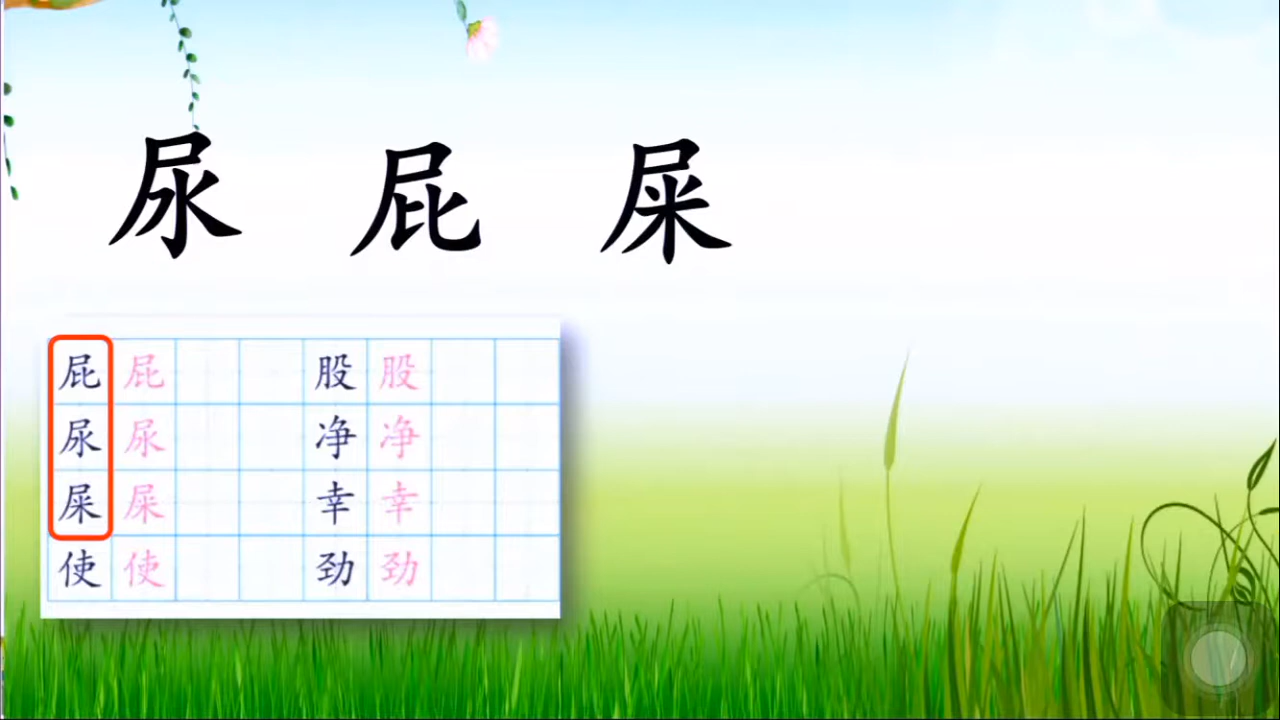 尿 屁 屎
屁 屁 股 股
尿 尿 净 净
屎 屎 幸 幸
使 使 劲 劲